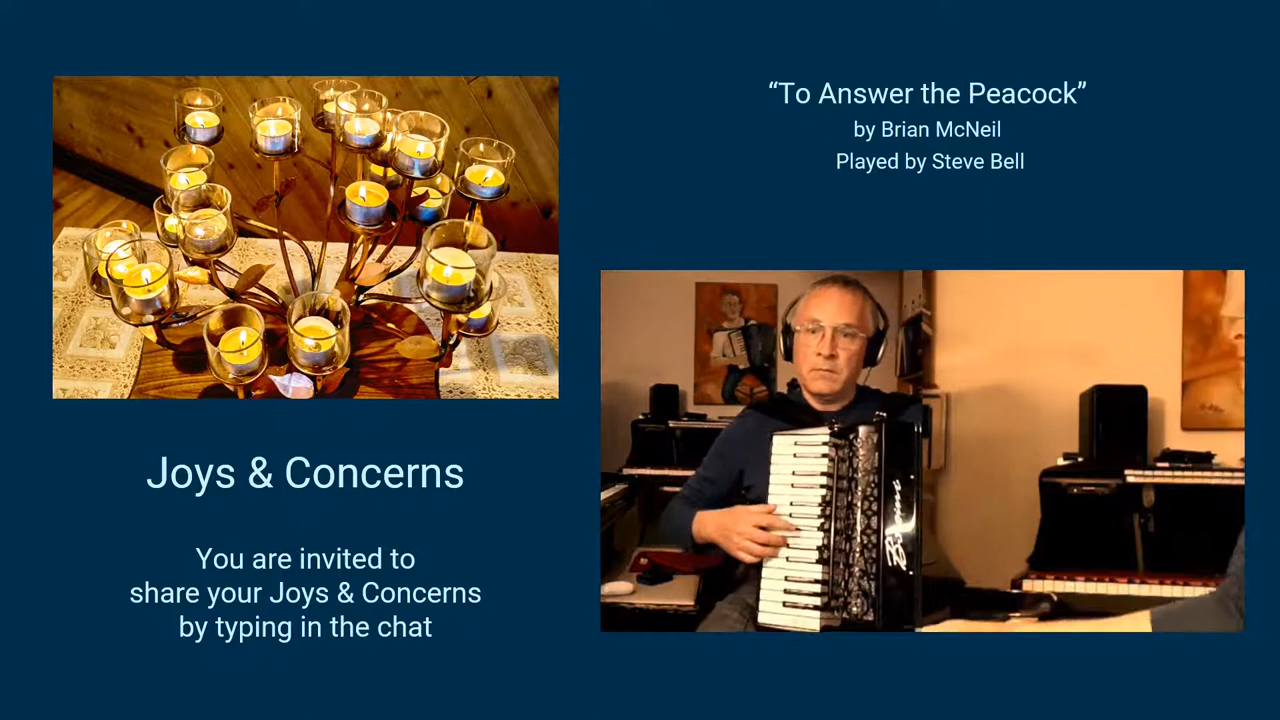 “To Answer the Peacock”
by Brian McNeil
Played by Steve Bell
Joys & Concerns
You are invited to
share your Joys & Concerns
by typing in the chat